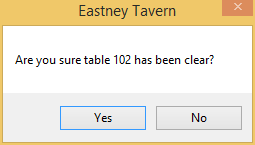 Eastney Tavern
Are you sure table 102 has been clear?
Yes
No